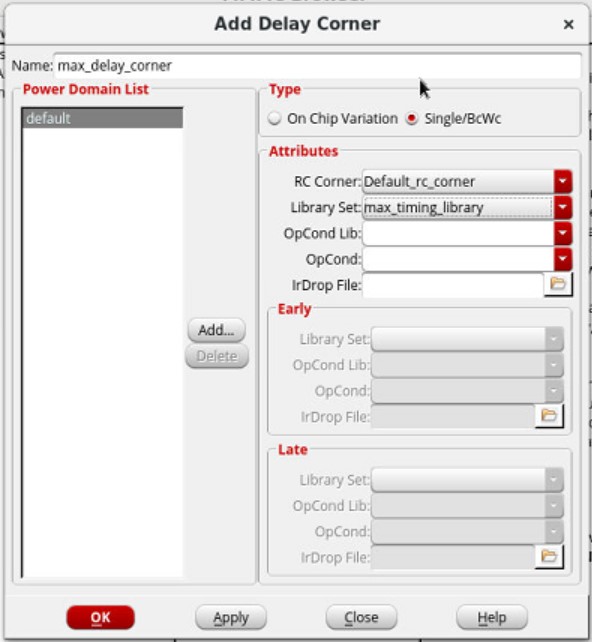 Add Delay Corner
Name: max_delay_corner
Power Domain List
default
Add...
Delete
Type
On Chip Variation Single/BcWc
Attributes
RC Corner: Default_rc_corner
Library Set: max_timing_library
OpCond Lib:
OpCond:
IrDrop File:
Early
Library Set:
OpCond Lib:
OpCond:
IrDrop File:
Late
Library Set:
OpCond Lib:
OpCond:
IrDrop File:
OK Apply Close Help